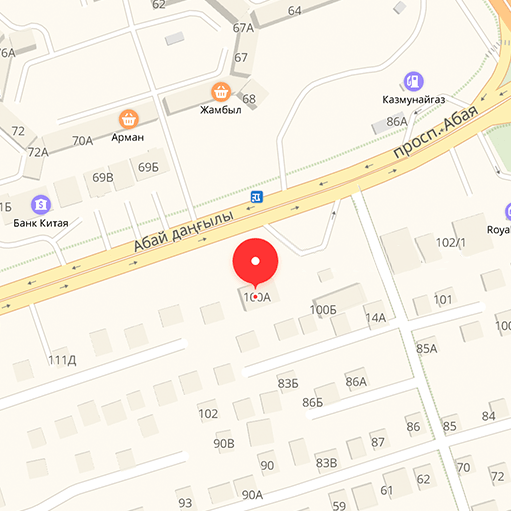 64
67А
67
76А
Казмунайгаз
68
Жамбыл
86А
просп. Абая
72
70А
Арман
72А
69Б
69В
Банк Китая
Абай даңғылы
Royal
102/1
100А
101
100Б
14А
85А
111Д
83Б
86А
86Б
102
84
86
85
90В
87
90
83В
70
62
72
61
59
90А
93